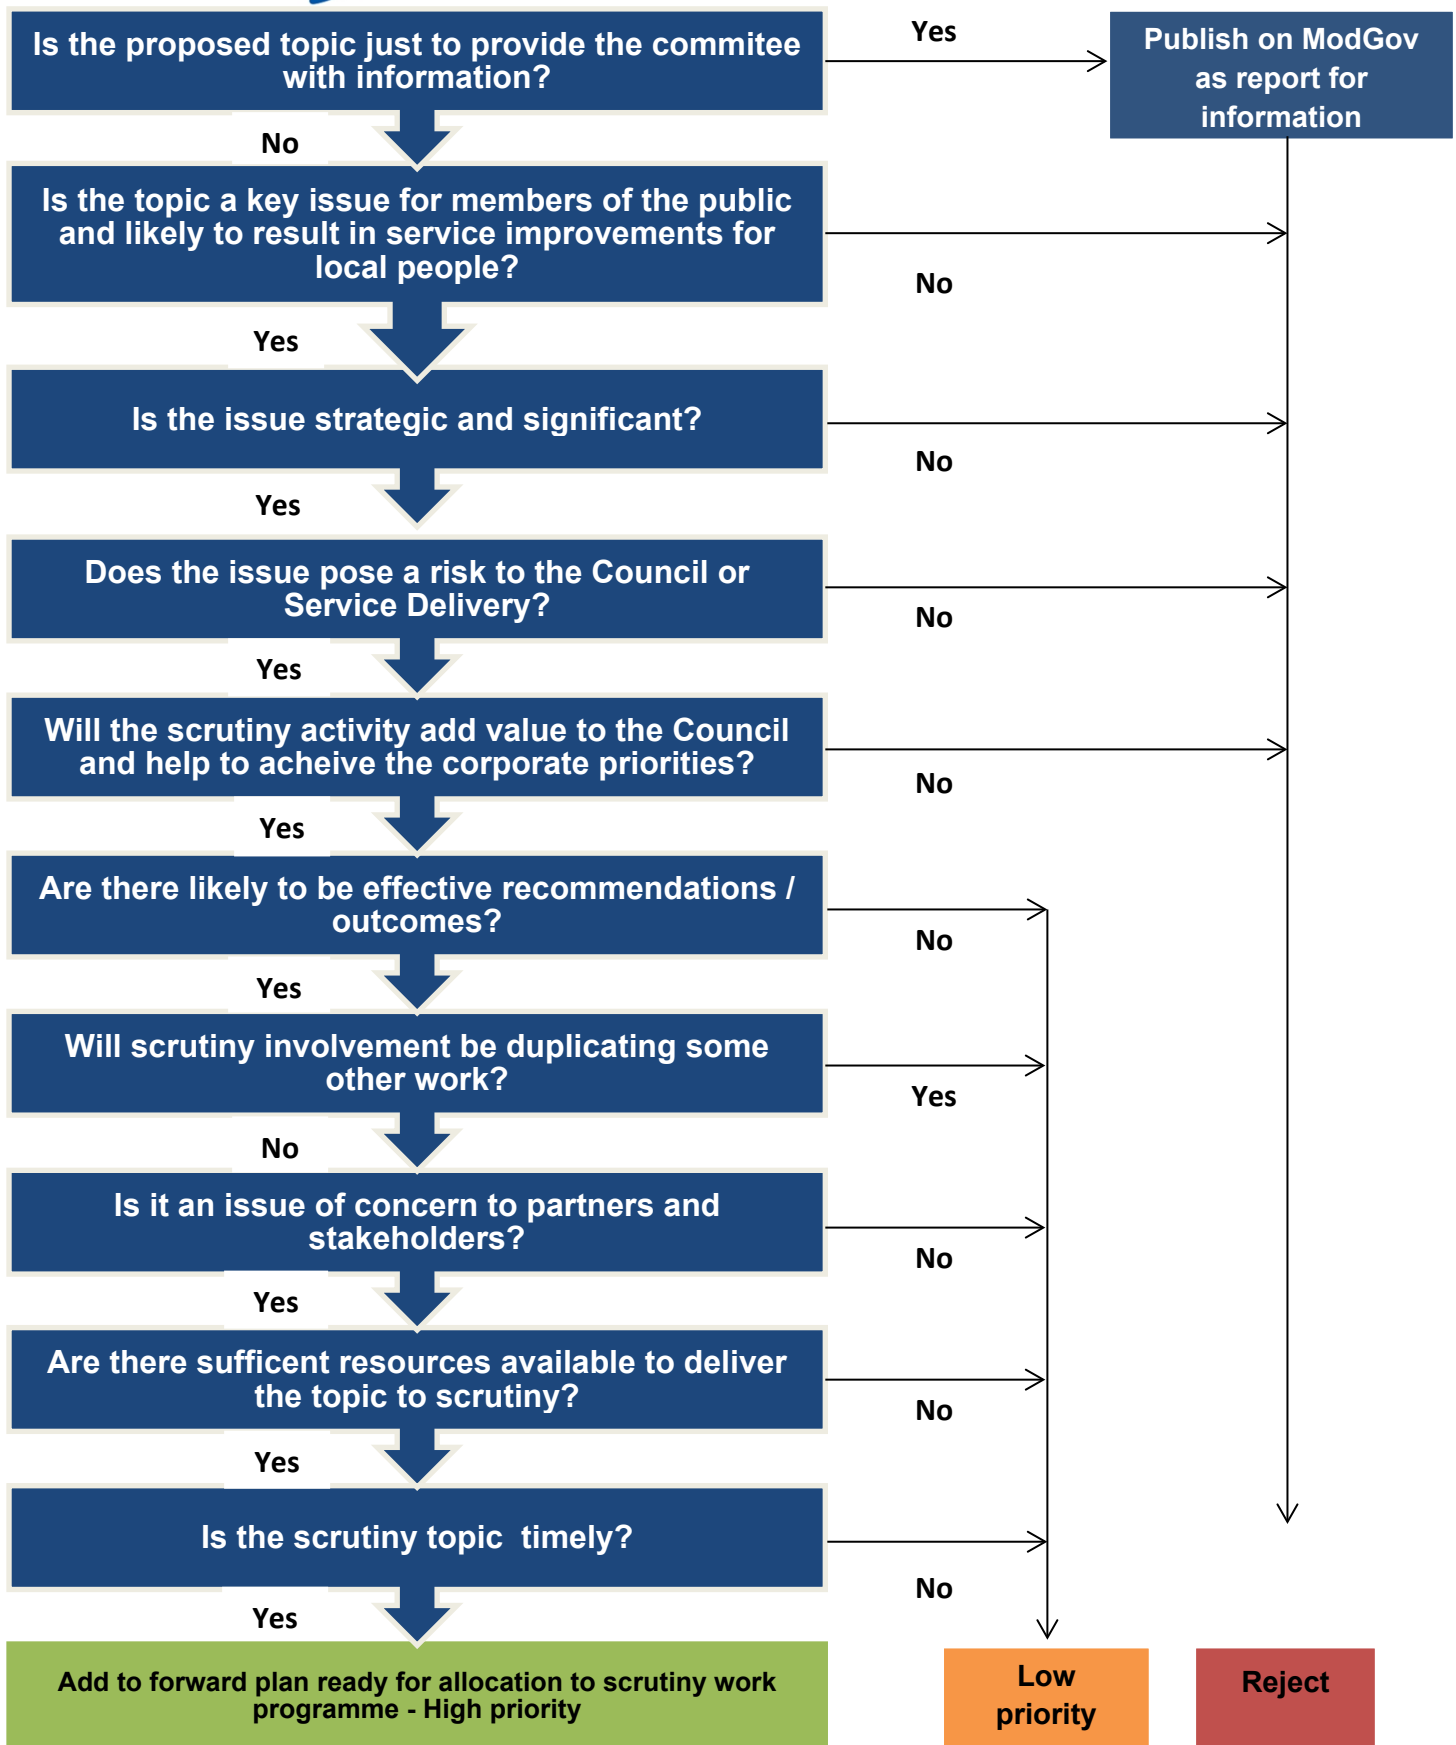 Is the proposed topic just to provide the commitee
with information?
Yes
Publish on ModGov
as report for
information
No
Is the topic a key issue for members of the public
and likely to result in service improvements for
local people?
No
Yes
Is the issue strategic and significant?
No
Yes
Does the issue pose a risk to the Council or
Service Delivery?
No
Yes
Will the scrutiny activity add value to the Council
and help to acheive the corporate priorities?
No
Yes
Are there likely to be effective recommendations /
outcomes?
No
Yes
Will scrutiny involvement be duplicating some
other work?
Yes
No
Is it an issue of concern to partners and
stakeholders?
No
Yes
Are there sufficent resources available to deliver
the topic to scrutiny?
No
Yes
Is the scrutiny topic  timely?
No
Yes
Add to forward plan ready for allocation to scrutiny work
programme - High priority
Low
priority
Reject